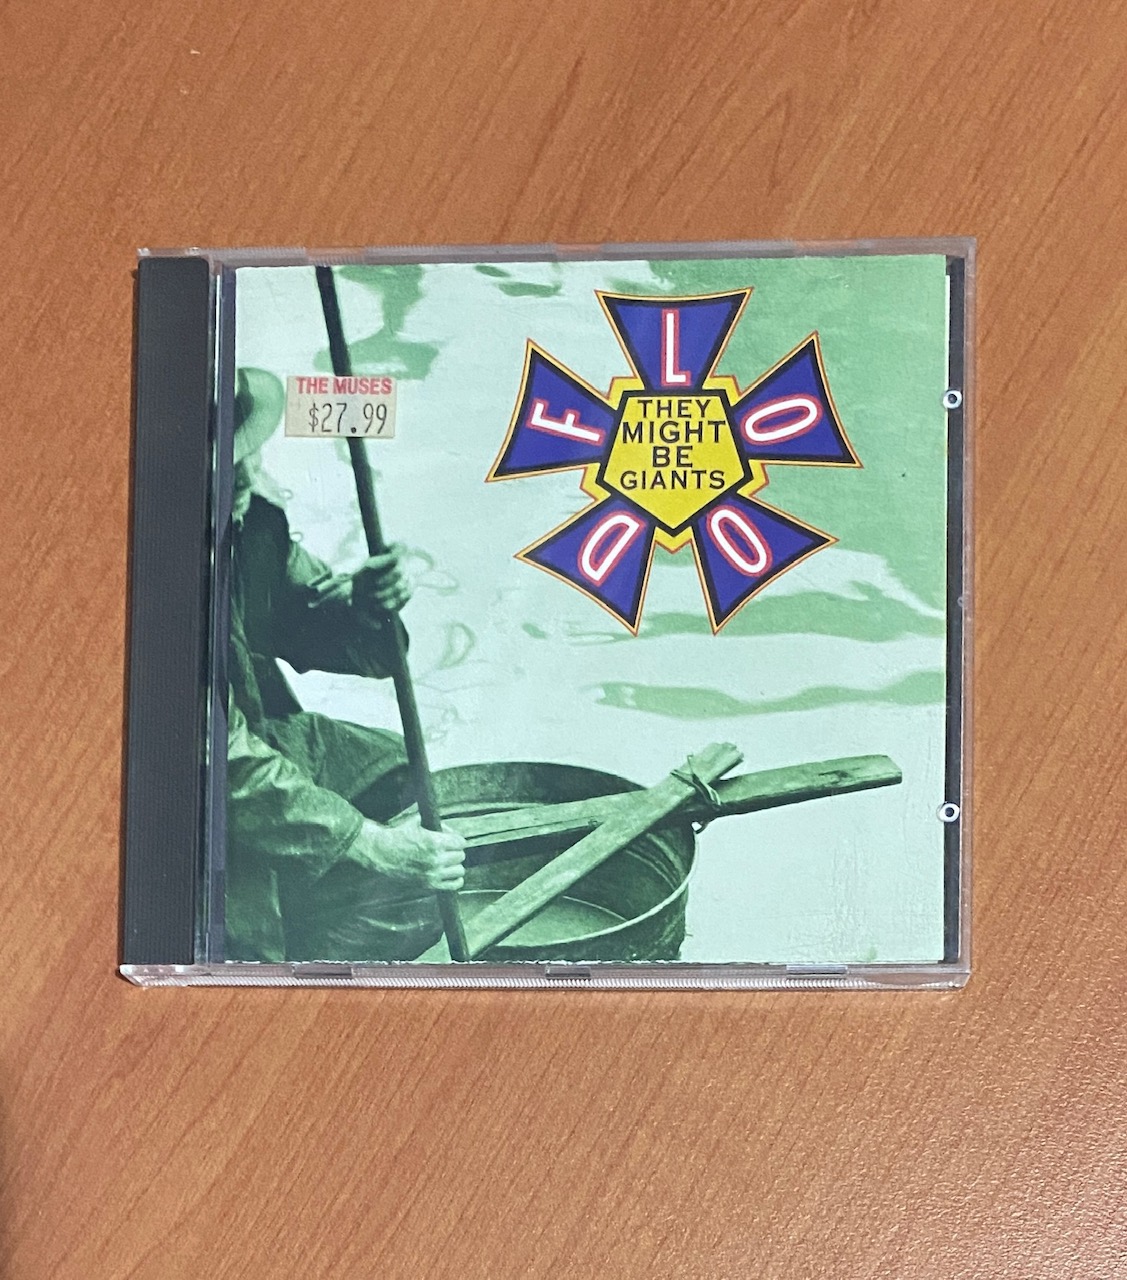 THE MUSES
$27.99
FLOOD
THEY
MIGHT
BE
GIANTS